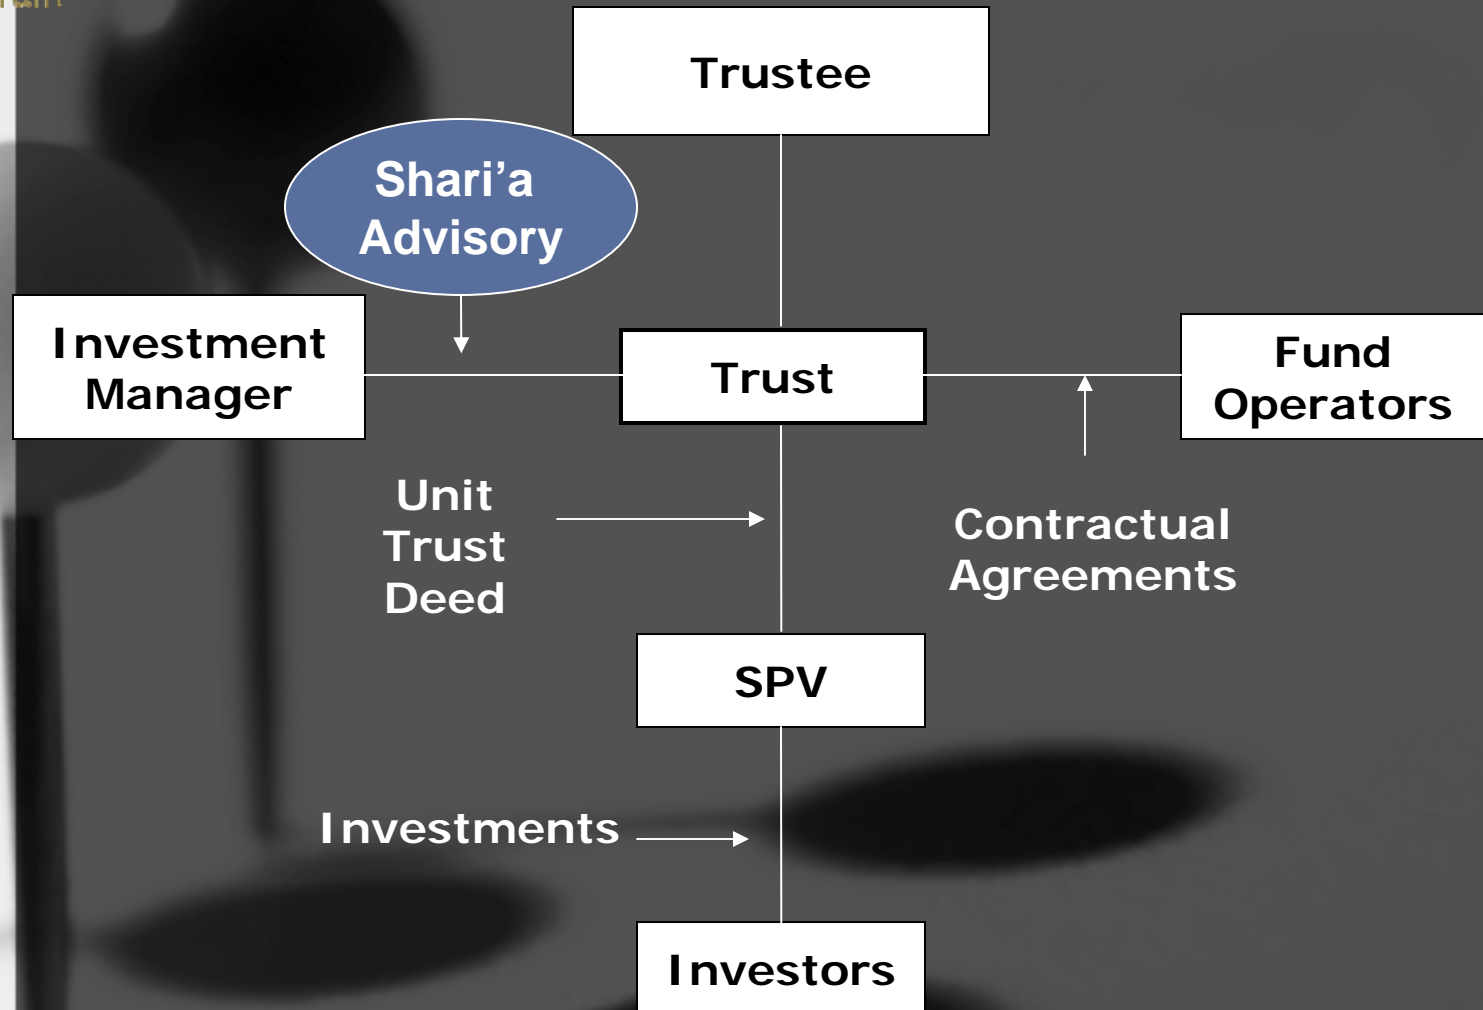 Trustee
Shari’a
Advisory
Investment
Manager
Trust
Fund
Operators
Unit
Trust
Deed
Contractual
Agreements
SPV
Investments
Investors